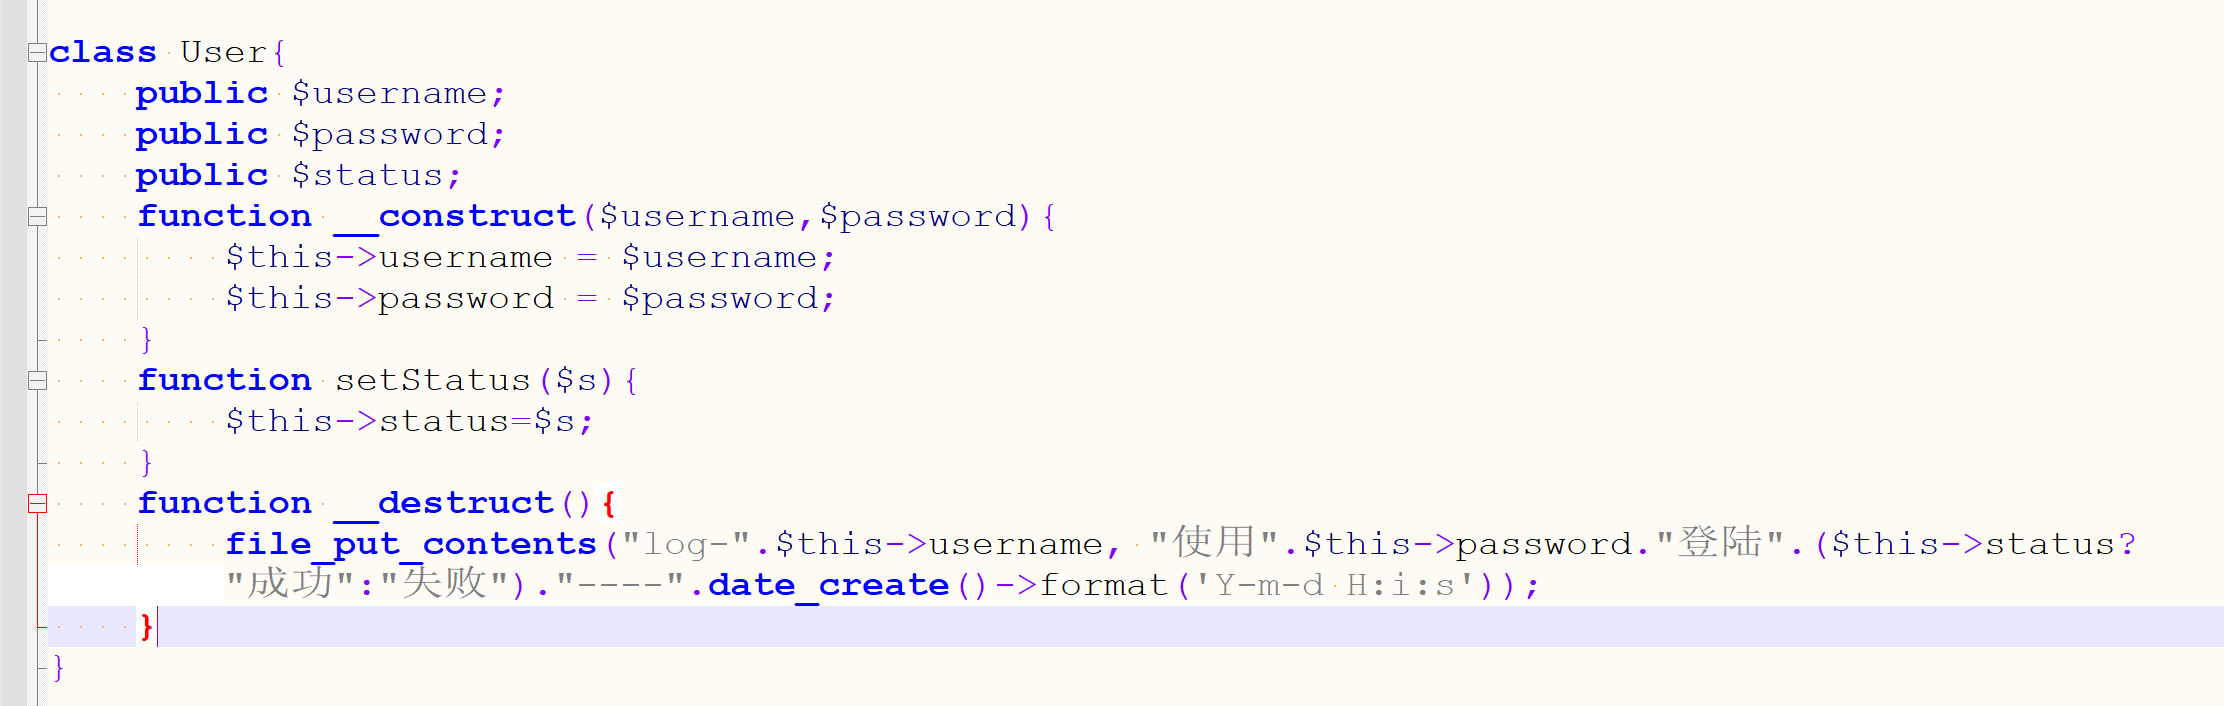 class User{
    public $username;
    public $password;
    public $status;
    function __construct($username,$password){
        $this->username = $username;
        $this->password = $password;
    }
    function setStatus($s){
        $this->status=$s;
    }
    function __destruct(){
        file_put_contents("log-".$this->username, "使用".$this->password."登陆".($this->status?
        "成功":"失败")."----".date_create()->format('Y-m-d H:i:s'));
    }
}